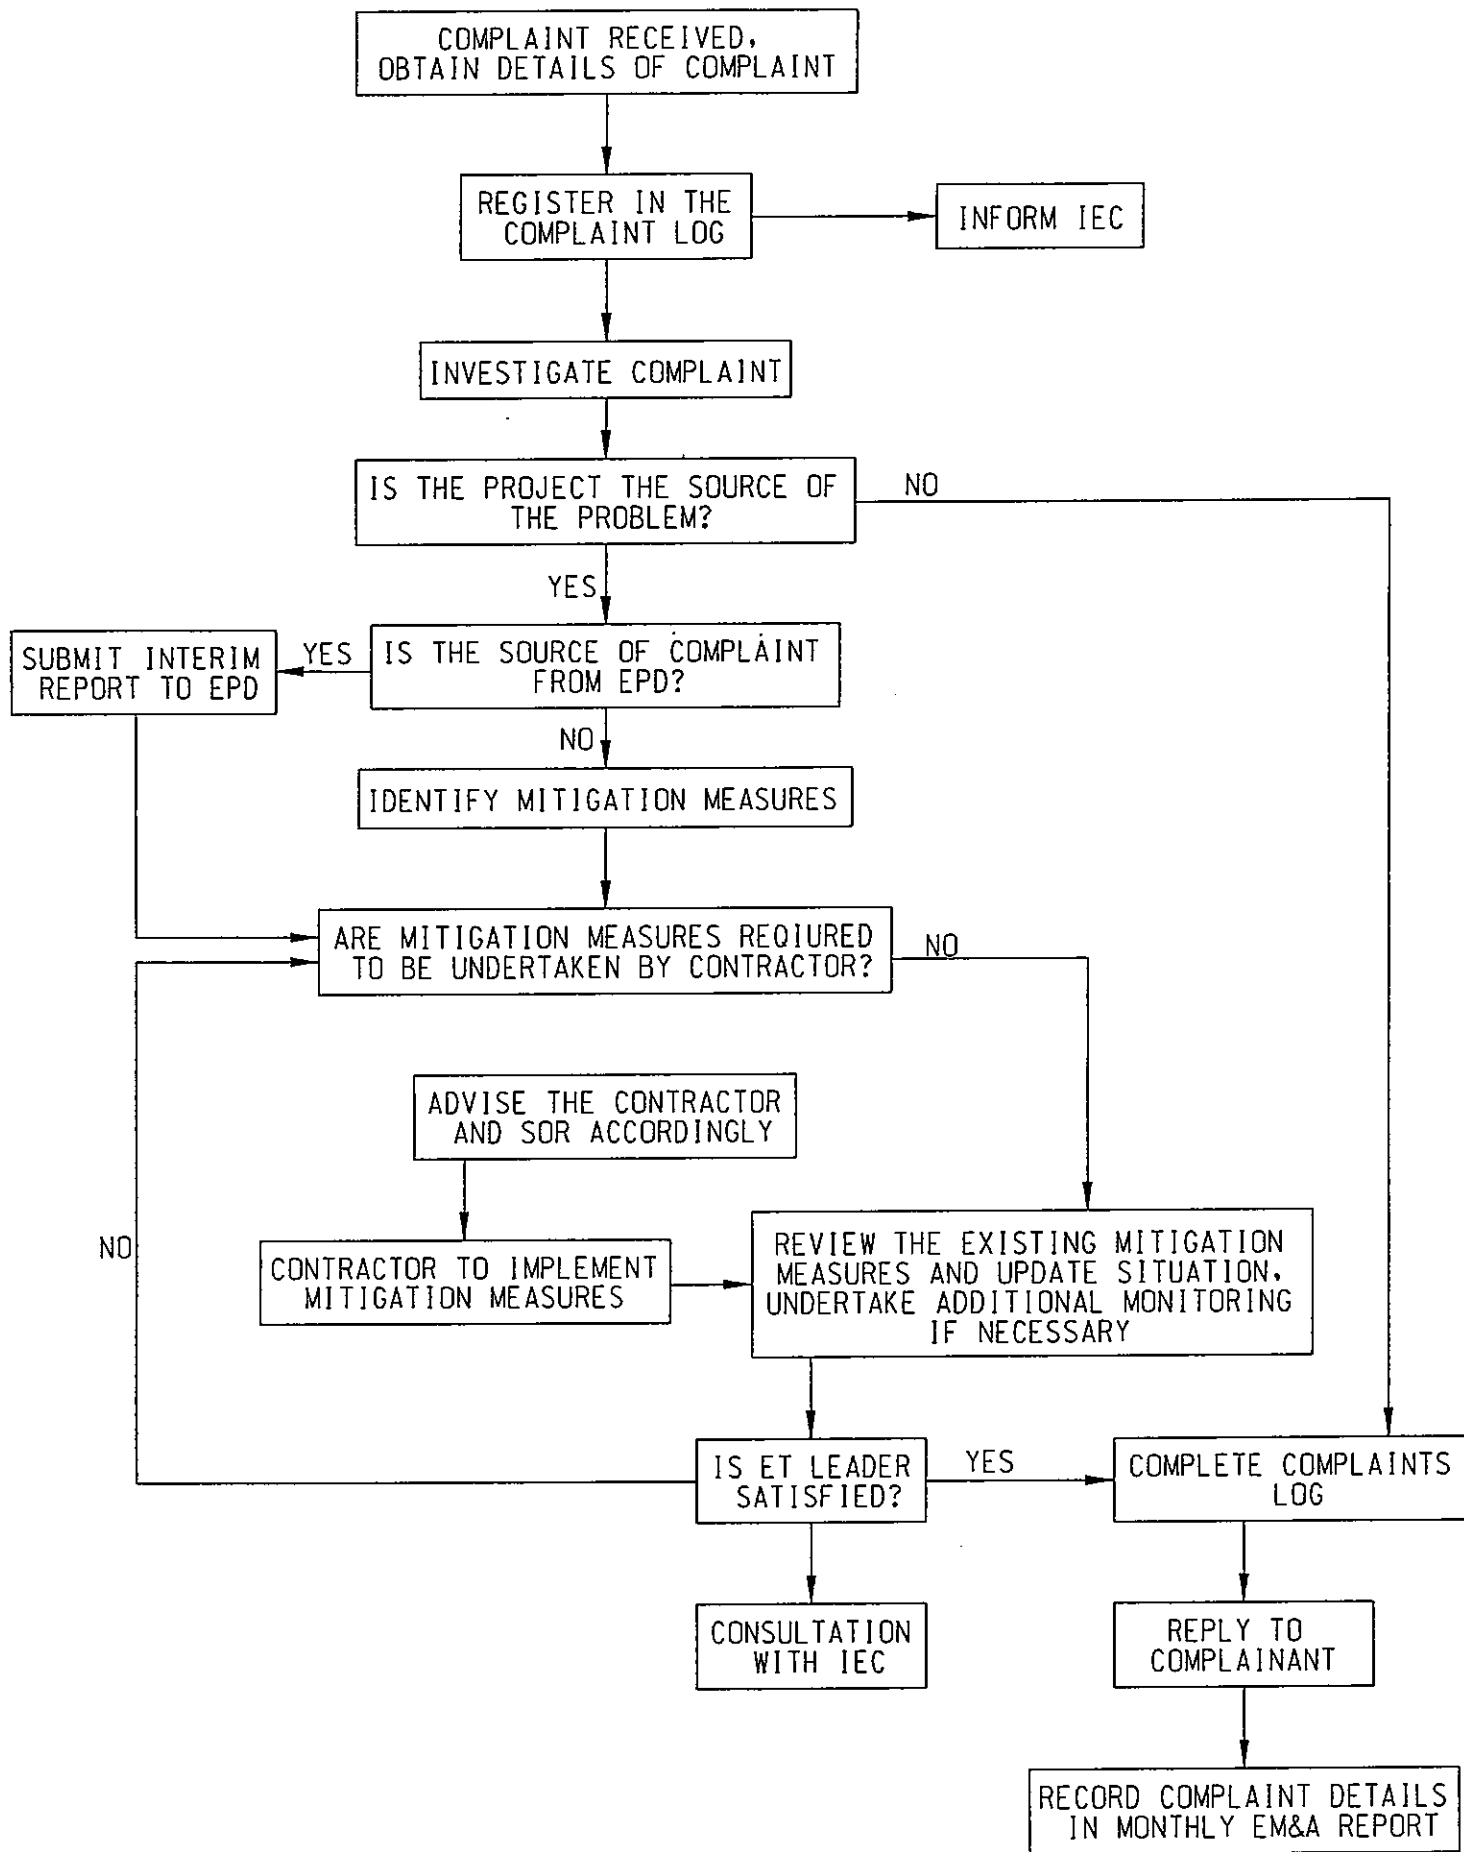 COMPLAINT RECEIVED,
OBTAIN DETAILS OF COMPLAINT
REGISTER IN THE
COMPLAINT LOG
INFORM IEC
INVESTIGATE COMPLAINT
IS THE PROJECT THE SOURCE OF
THE PROBLEM?
NO
YES
SUBMIT INTERIM
REPORT TO EPD
YES
IS THE SOURCE OF COMPLAINT
FROM EPD?
NO
IDENTIFY MITIGATION MEASURES
ARE MITIGATION MEASURES REQIURED
TO BE UNDERTAKEN BY CONTRACTOR?
NO
ADVISE THE CONTRACTOR
AND SOR ACCORDINGLY
NO
CONTRACTOR TO IMPLEMENT
MITIGATION MEASURES
REVIEW THE EXISTING MITIGATION
MEASURES AND UPDATE SITUATION.
UNDERTAKE ADDITIONAL MONITORING
IF NECESSARY
IS ET LEADER
SATISFIED?
YES
COMPLETE COMPLAINTS
LOG
CONSULTATION
WITH IEC
REPLY TO
COMPLAINANT
RECORD COMPLAINT DETAILS
IN MONTHLY EM&A REPORT